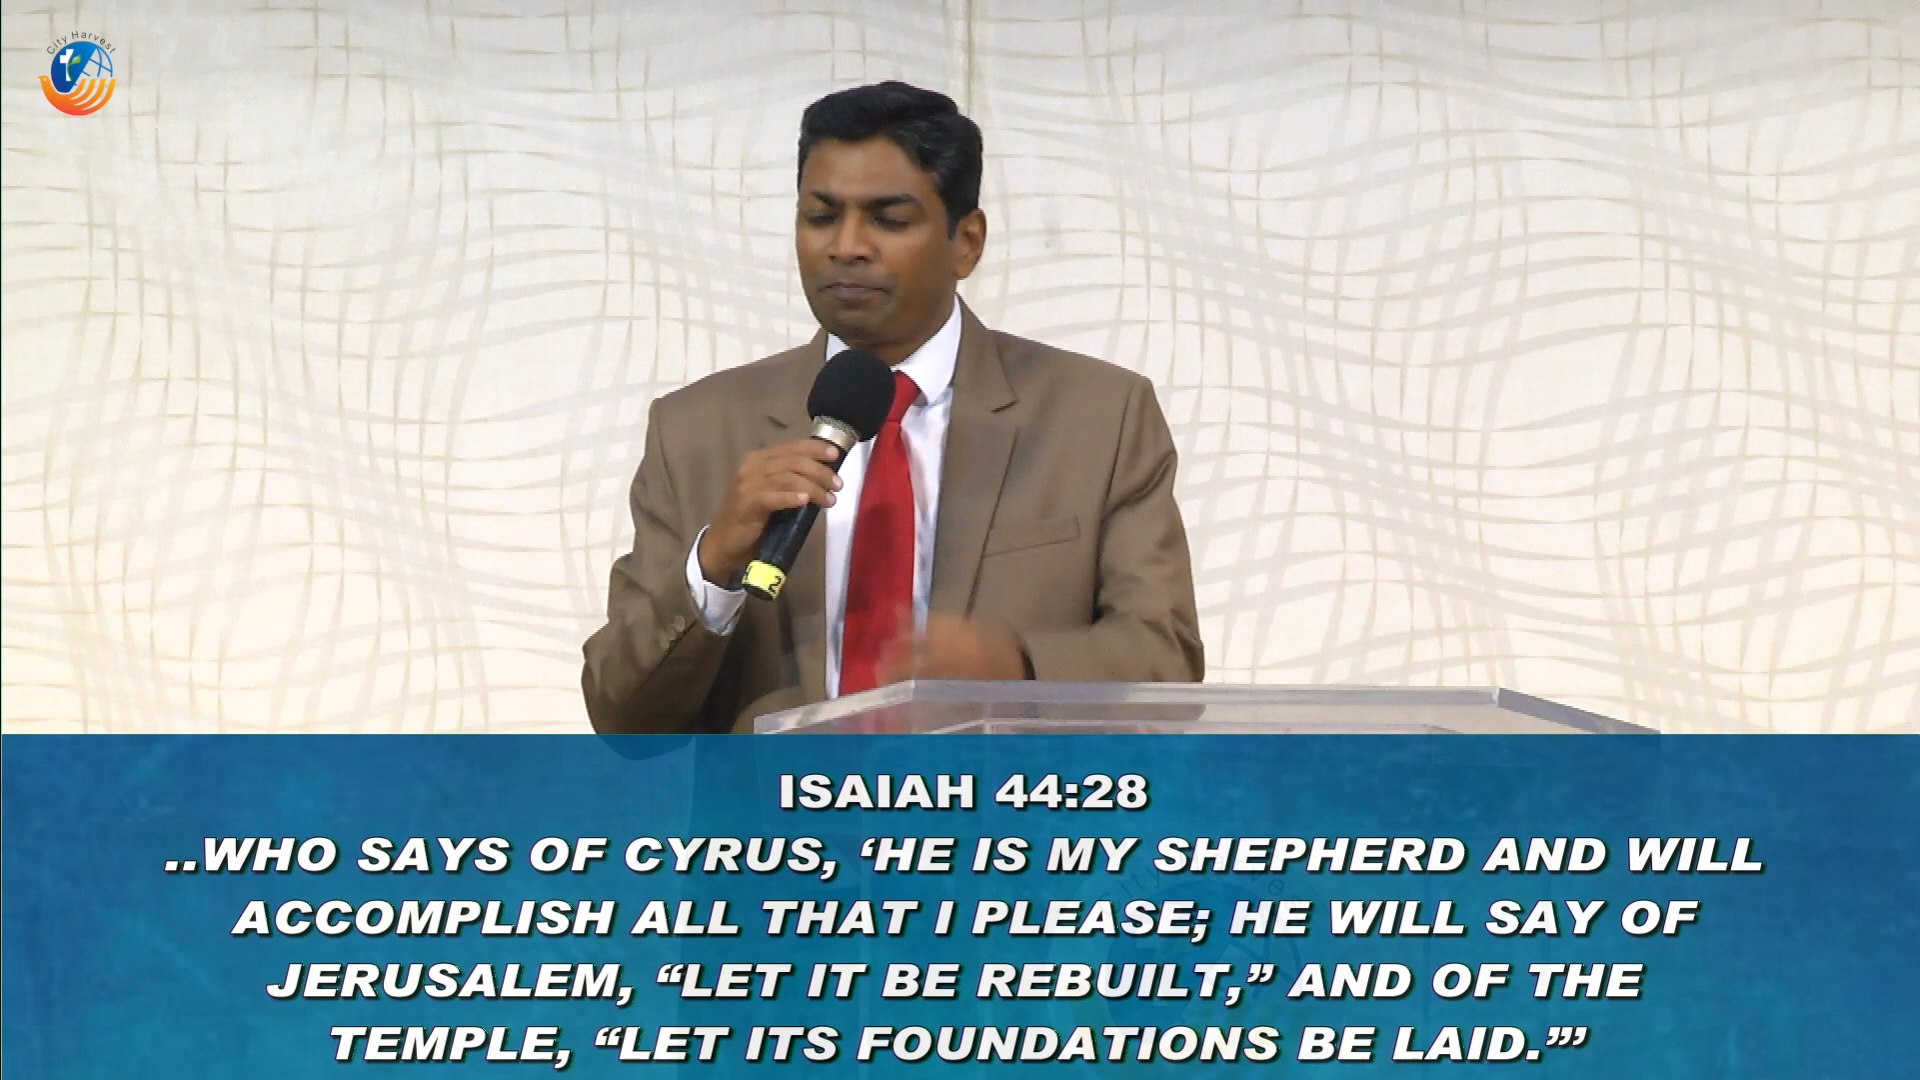 City Harvest
2
ISAIAH 44:28
..WHO SAYS OF CYRUS, ‘HE IS MY SHEPHERD AND WILL
ACCOMPLISH ALL THAT I PLEASE; HE WILL SAY OF
JERUSALEM, “LET IT BE REBUILT,” AND OF THE
TEMPLE, “LET ITS FOUNDATIONS BE LAID.”’